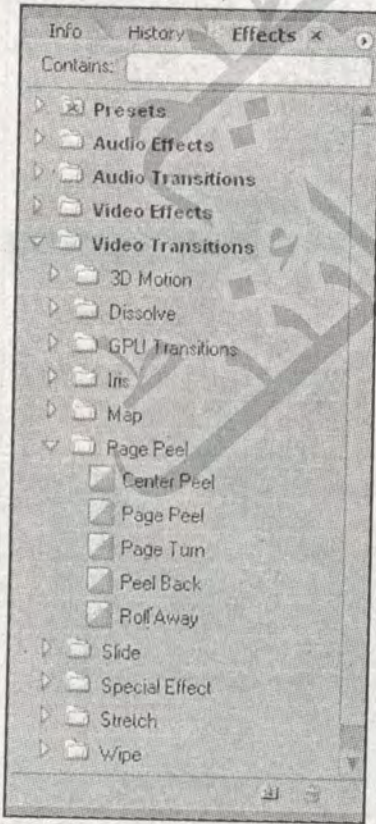 Info History Effects ×
Contains:
Presets
Audio Effects
Audio Transitions
Video Effects
Video Transitions
3D Motion
Dissolve
GPU Transitions
Iris
Map
Page Peel
Center Peel
Page Peel
Page Turn
Peel Back
Roll Away
Slide
Special Effect
Stretch
Wipe